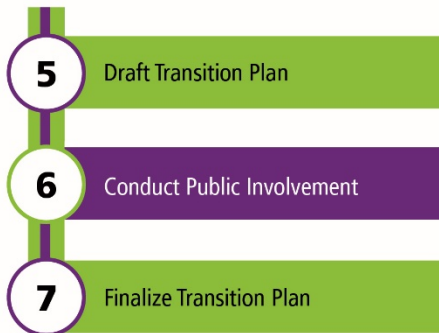 5 Draft Transition Plan
6 Conduct Public Involvement
7 Finalize Transition Plan